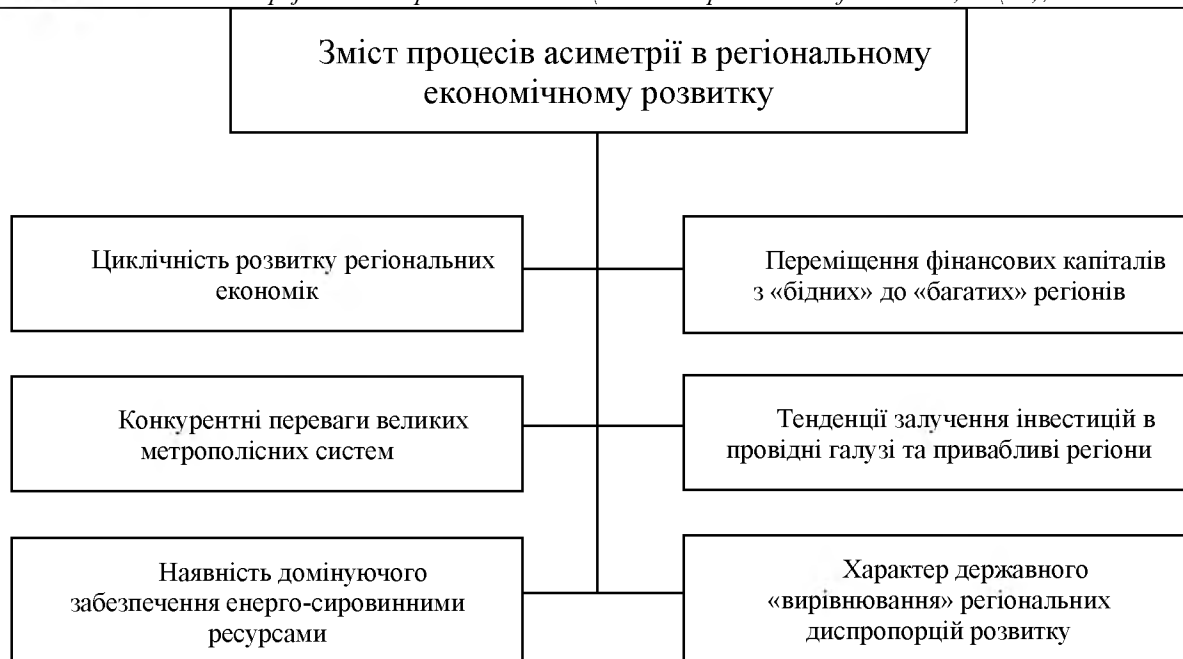 Зміст процесів асиметрії в регіональному
економічному розвитку
Циклічність розвитку регіональних
економік
Переміщення фінансових капіталів
з «бідних» до «багатих» регіонів
Конкурентні переваги великих
метрополісних систем
Тенденції залучення інвестицій в
провідні галузі та привабливі регіони
Наявність домінуючого
забезпечення енерго-сировинними
ресурсами
Характер державного
«вирівнювання» регіональних
диспропорцій розвитку